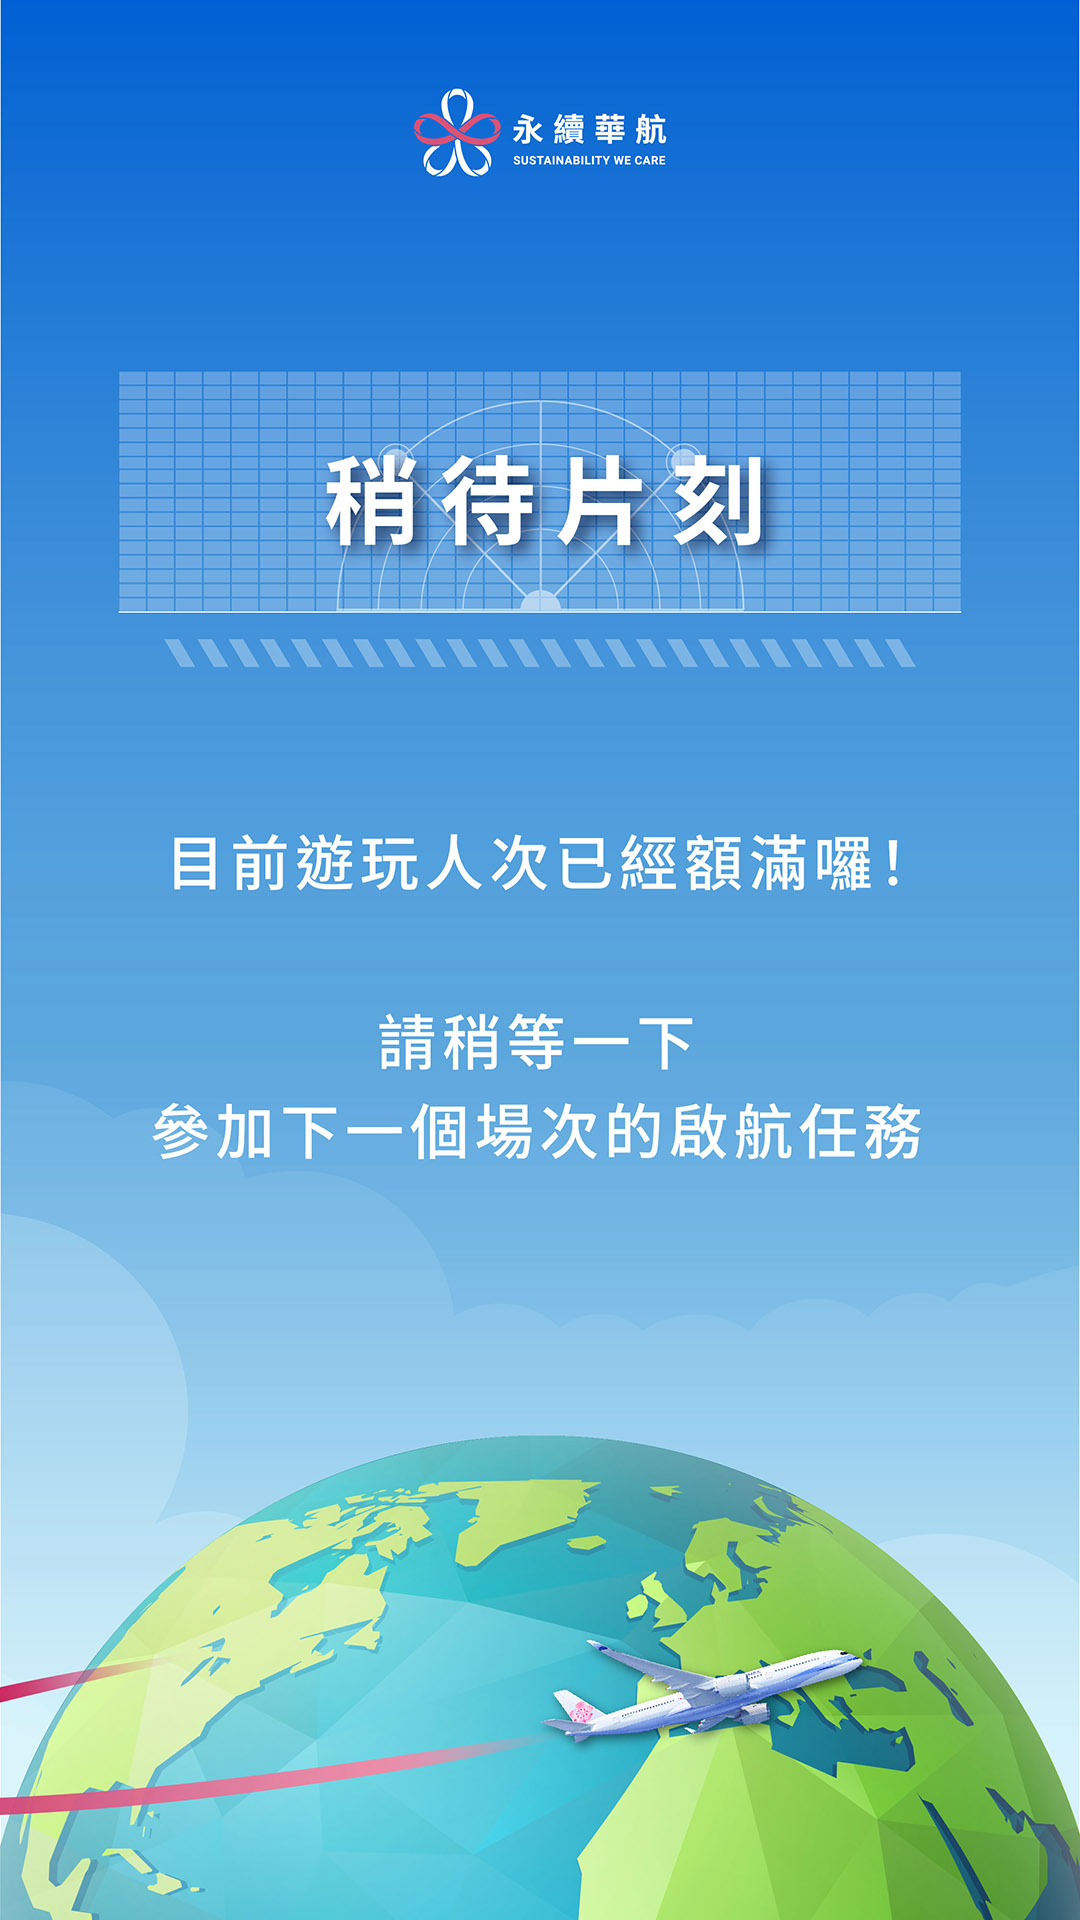 永續華航
SUSTAINABILITY WE CARE
稍待片刻
目前遊玩人次已經額滿囉！
請稍等一下
參加下一個場次的啟航任務